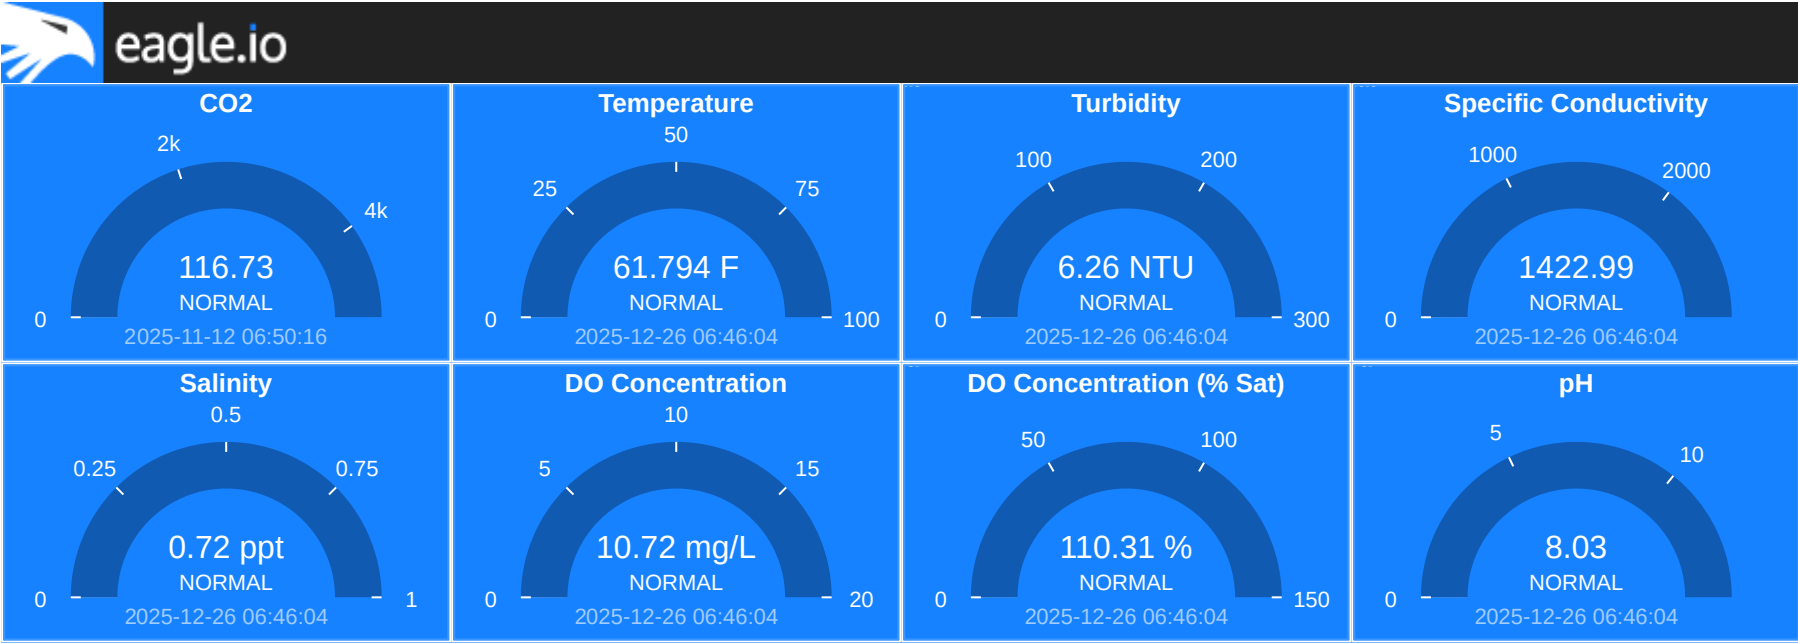 eagle.io
CO2
2k
4k
116.73
NORMAL
0
2025-11-12 06:50:16
Temperature
50
25
75
61.794 F
NORMAL
0
100
2025-12-26 06:46:04
Turbidity
100
200
6.26 NTU
NORMAL
0
300
2025-12-26 06:46:04
Specific Conductivity
1000
2000
1422.99
NORMAL
0
2025-12-26 06:46:04
Salinity
0.5
0.25
0.75
0.72 ppt
NORMAL
0
1
2025-12-26 06:46:04
DO Concentration
10
5
15
10.72 mg/L
NORMAL
0
20
2025-12-26 06:46:04
DO Concentration (% Sat)
50
100
110.31 %
NORMAL
0
150
2025-12-26 06:46:04
pH
5
10
8.03
NORMAL
0
2025-12-26 06:46:04